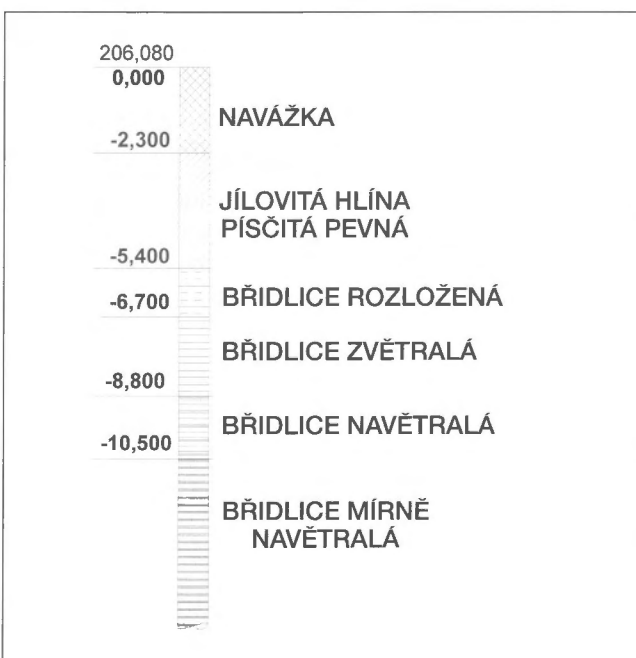 206,080
0,000
NAVÁŽKA
-2,300
JÍLOVITÁ HLÍNA
PÍSČITÁ PEVNÁ
-5,400
BŘIDLICE ROZLOŽENÁ
-6,700
BŘIDLICE ZVĚTRALÁ
-8,800
BŘIDLICE NAVĚTRALÁ
-10,500
BŘIDLICE MÍRNĚ
NAVĚTRALÁ